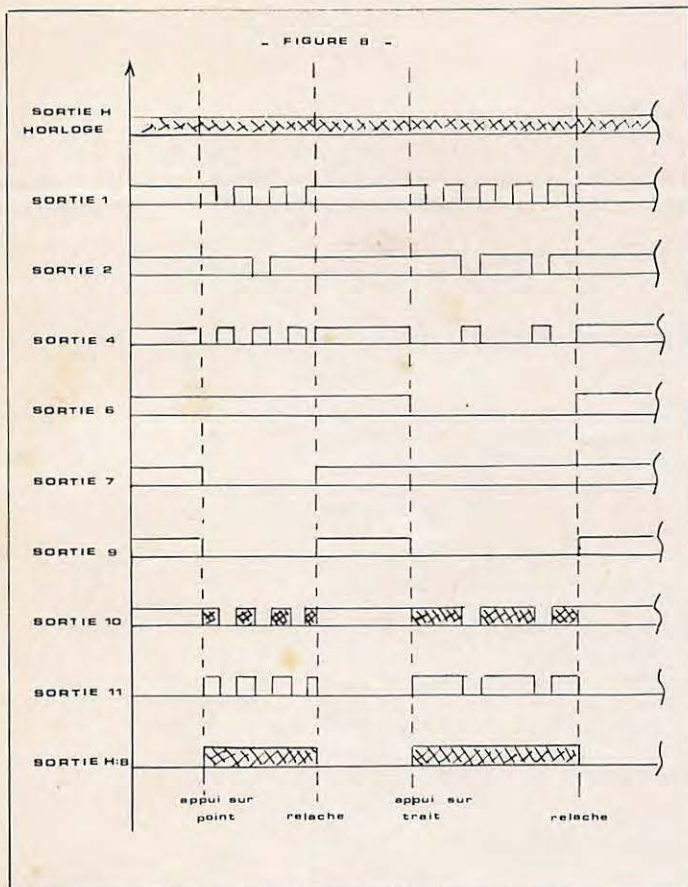 - FIGURE 8 -
SORTIE H
HORLOGE
SORTIE 1
SORTIE 2
SORTIE 4
SORTIE 6
SORTIE 7
SORTIE 9
SORTIE 10
SORTIE 11
SORTIE H:8
appui sur point
relache
appui sur trait
relache